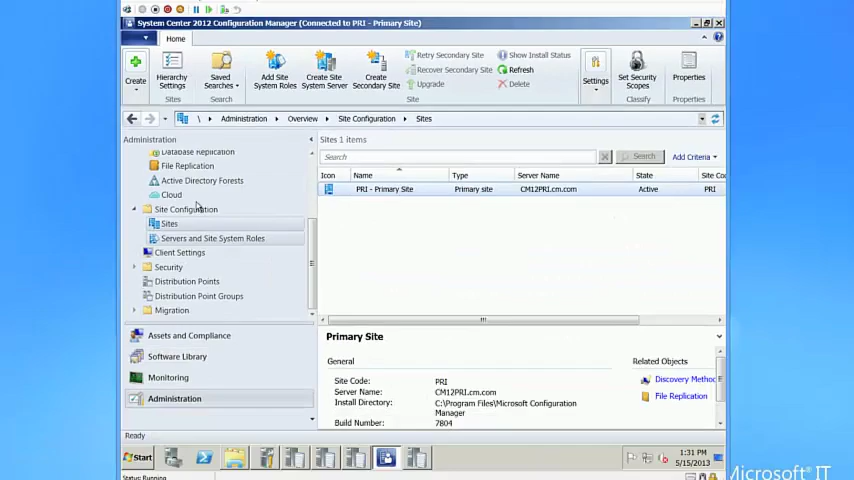 System Center 2012 Configuration Manager (Connected to PRI - Primary Site)
Home
Create
Hierarchy Settings
Saved Searches
Add Site System Roles
Create Site System Server
Create Secondary Site
Retry Secondary Site
Recover Secondary Site
Upgrade
Show Install Status
Refresh
Delete
Settings
Set Security Scopes
Properties
Sites
Search
Site
Classify
Properties
\ Administration Overview Site Configuration Sites
Administration
Database Replication
File Replication
Active Directory Forests
Cloud
Site Configuration
Sites
Servers and Site System Roles
Client Settings
Security
Distribution Points
Distribution Point Groups
Migration
Assets and Compliance
Software Library
Monitoring
Administration
Sites 1 items
Search
Search
Add Criteria
Icon Name Type Server Name State Site Co
PRI - Primary Site Primary site CM12PRI.cm.com Active PRI
Primary Site
General
Site Code: PRI
Server Name: CM12PRI.cm.com
Install Directory: C:\Program Files\Microsoft Configuration
Manager
Build Number: 7804
Related Objects
Discovery Method
File Replication
Ready
Start
1:31 PM
5/15/2013
Microsoft IT
Status: Running